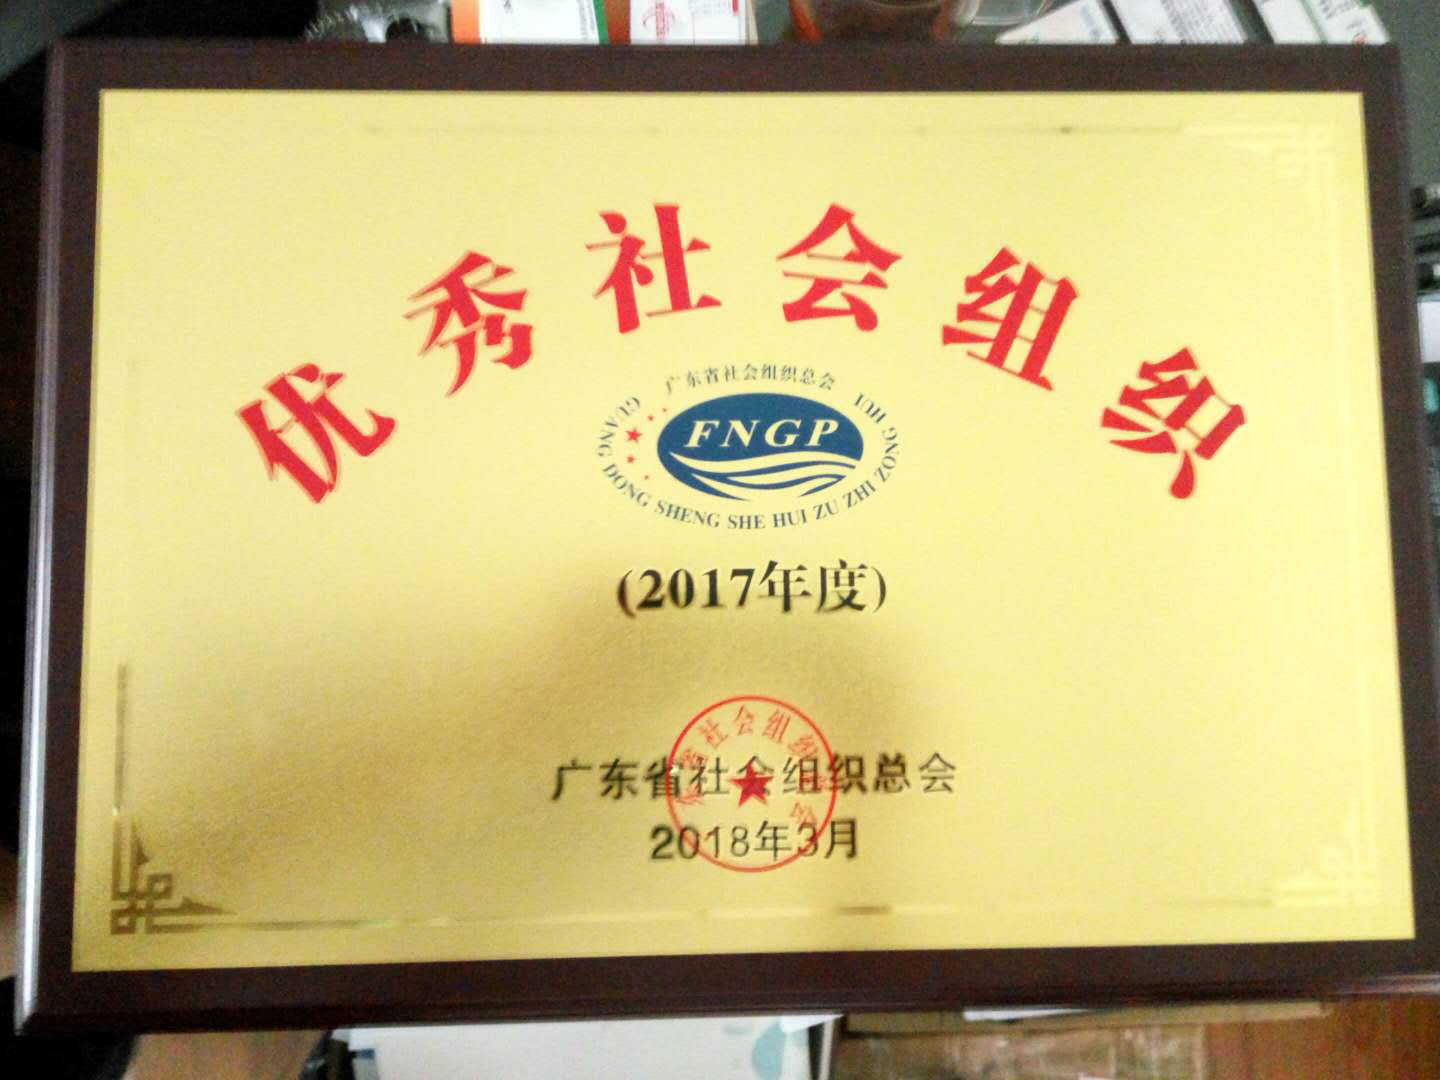 优秀社会组织
广东省社会组织总会
FNGP
GUANG DONG SHENG SHE HUI ZU ZHI ZONG HUI
(2017年度)
广东省社会组织总会
2018年3月